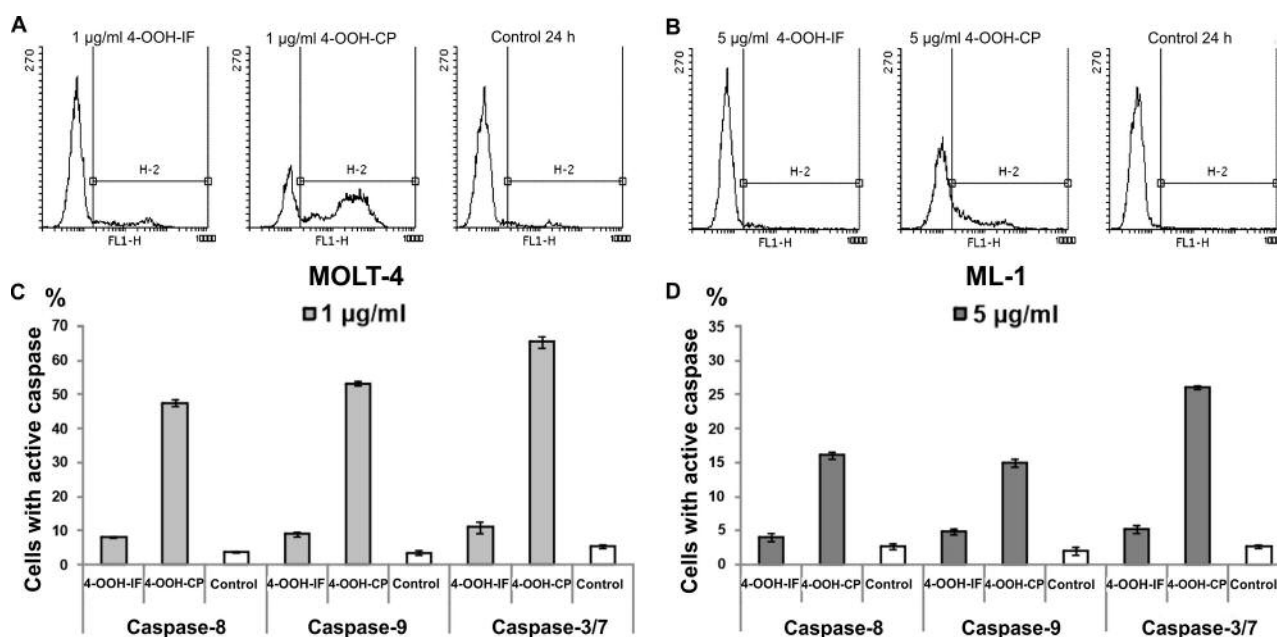 A
1 µg/ml 4-OOH-IF
270
H-2
FL1-H
10000
1 µg/ml 4-OOH-CP
270
H-2
FL1-H
10000
Control 24 h
270
H-2
FL1-H
10000
B
5 µg/ml 4-OOH-IF
270
H-2
FL1-H
10000
5 µg/ml 4-OOH-CP
270
H-2
FL1-H
10000
Control 24 h
270
H-2
FL1-H
10000
MOLT-4
ML-1
C
%
1 µg/ml
Cells with active caspase
70
60
50
40
30
20
10
0
4-OOH-IF 4-OOH-CP Control 4-OOH-IF 4-OOH-CP Control 4-OOH-IF 4-OOH-CP Control
Caspase-8 Caspase-9 Caspase-3/7
D
%
5 µg/ml
Cells with active caspase
35
30
25
20
15
10
5
0
4-OOH-IF 4-OOH-CP Control 4-OOH-IF 4-OOH-CP Control 4-OOH-IF 4-OOH-CP Control
Caspase-8 Caspase-9 Caspase-3/7